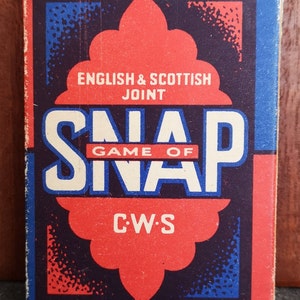 ENGLISH & SCOTTISH
JOINT
SNAP
GAME OF
C·W·S